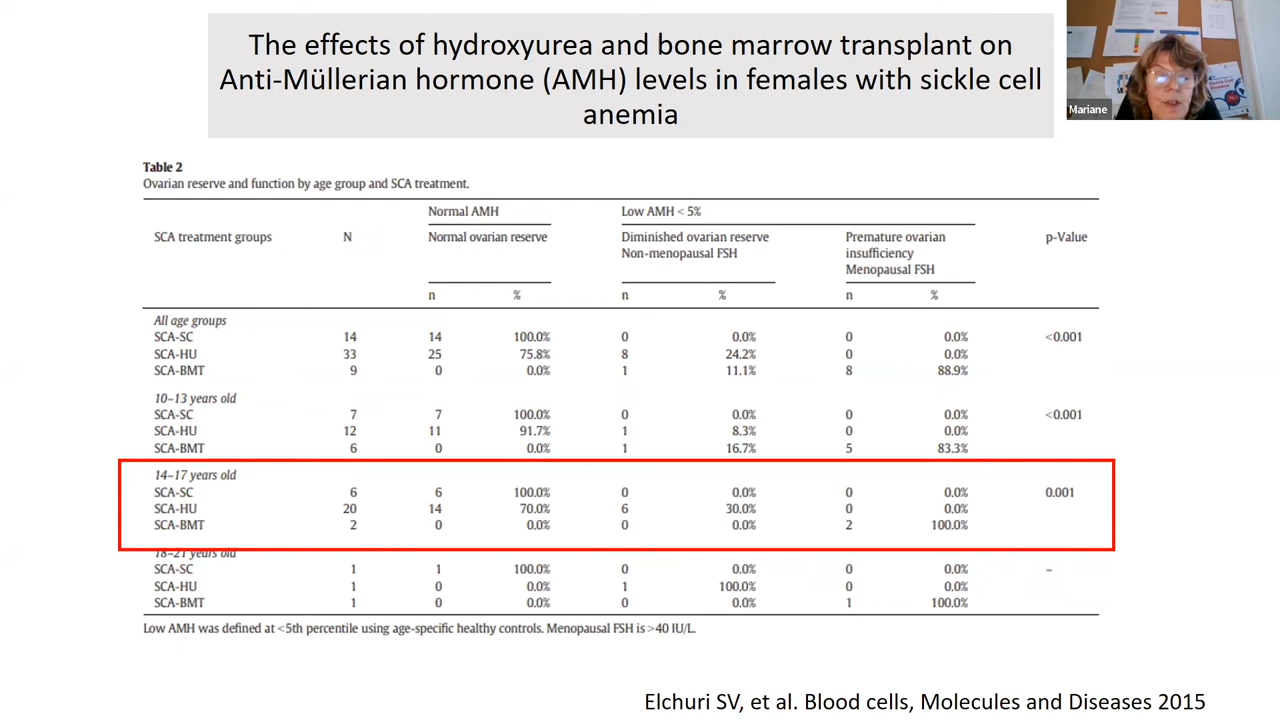 The effects of hydroxyurea and bone marrow transplant on
Anti-Müllerian hormone (AMH) levels in females with sickle cell
anemia
Mariane
Table 2
Ovarian reserve and function by age group and SCA treatment.
SCA treatment groups N Normal AMH Low AMH < 5% p-Value
Normal ovarian reserve Diminished ovarian reserve Premature ovarian
Non-menopausal FSH insufficiency
Menopausal FSH
n % n % n %
All age groups
SCA-SC 14 14 100.0% 0 0.0% 0 0.0% <0.001
SCA-HU 33 25 75.8% 8 24.2% 0 0.0%
SCA-BMT 9 0 0.0% 1 11.1% 8 88.9%
10–13 years old
SCA-SC 7 7 100.0% 0 0.0% 0 0.0% <0.001
SCA-HU 12 11 91.7% 1 8.3% 0 0.0%
SCA-BMT 6 0 0.0% 1 16.7% 5 83.3%
14–17 years old
SCA-SC 6 6 100.0% 0 0.0% 0 0.0% 0.001
SCA-HU 20 14 70.0% 6 30.0% 0 0.0%
SCA-BMT 2 0 0.0% 0 0.0% 2 100.0%
18–21 years old
SCA-SC 1 1 100.0% 0 0.0% 0 0.0% –
SCA-HU 1 0 0.0% 1 100.0% 0 0.0%
SCA-BMT 1 0 0.0% 0 0.0% 1 100.0%
Low AMH was defined at <5th percentile using age-specific healthy controls. Menopausal FSH is >40 IU/L.
Elchuri SV, et al. Blood cells, Molecules and Diseases 2015